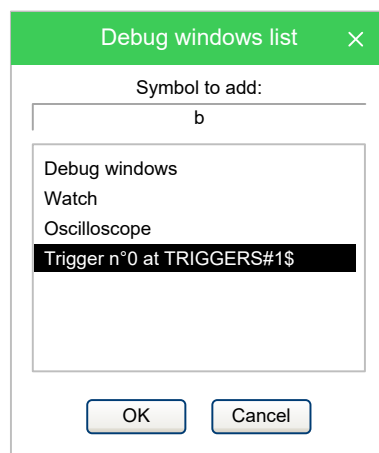 Debug windows list
Symbol to add:
b
Debug windows
Watch
Oscilloscope
Trigger n°0 at TRIGGERS#1$
OK
Cancel